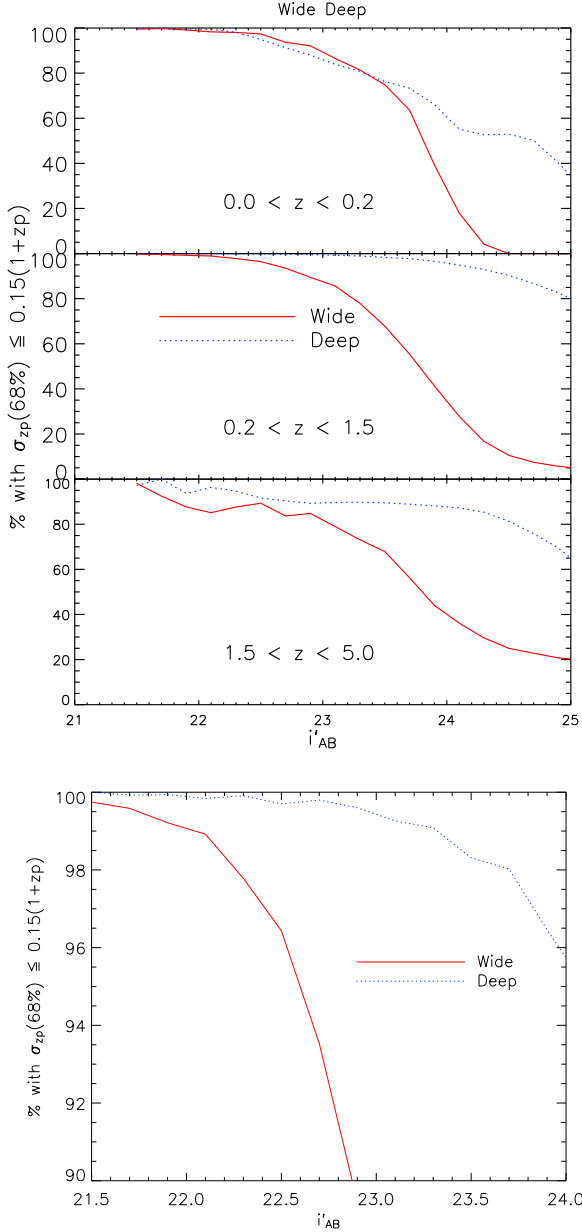 Wide Deep
% with σzp(68%) ≤ 0.15(1+zp)
100
80
60
40
20
0
0.0 < z < 0.2
100
80
60
40
20
0
Wide
Deep
0.2 < z < 1.5
100
80
60
40
20
0
1.5 < z < 5.0
21 22 23 24 25
i'AB
% with σzp(68%) ≤ 0.15(1+zp)
100
98
96
94
92
90
Wide
Deep
21.5 22.0 22.5 23.0 23.5 24.0
i'AB